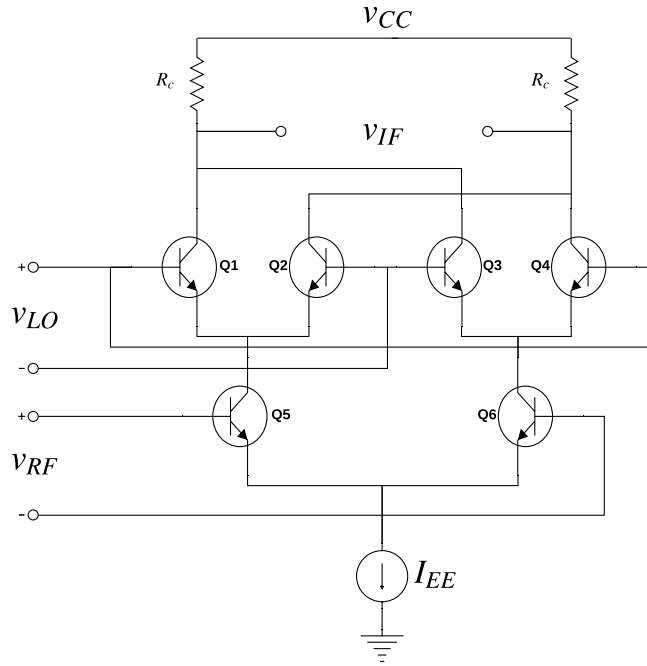 v_CC
R_c R_c
v_IF
+ Q1 Q2 Q3 Q4
v_LO
-
+ Q5 Q6
v_RF
-
I_EE